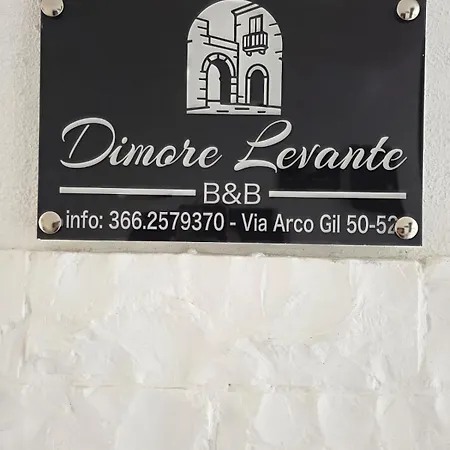 Dimore Levante
B&B
info: 366.2579370 - Via Arco Gil 50-52